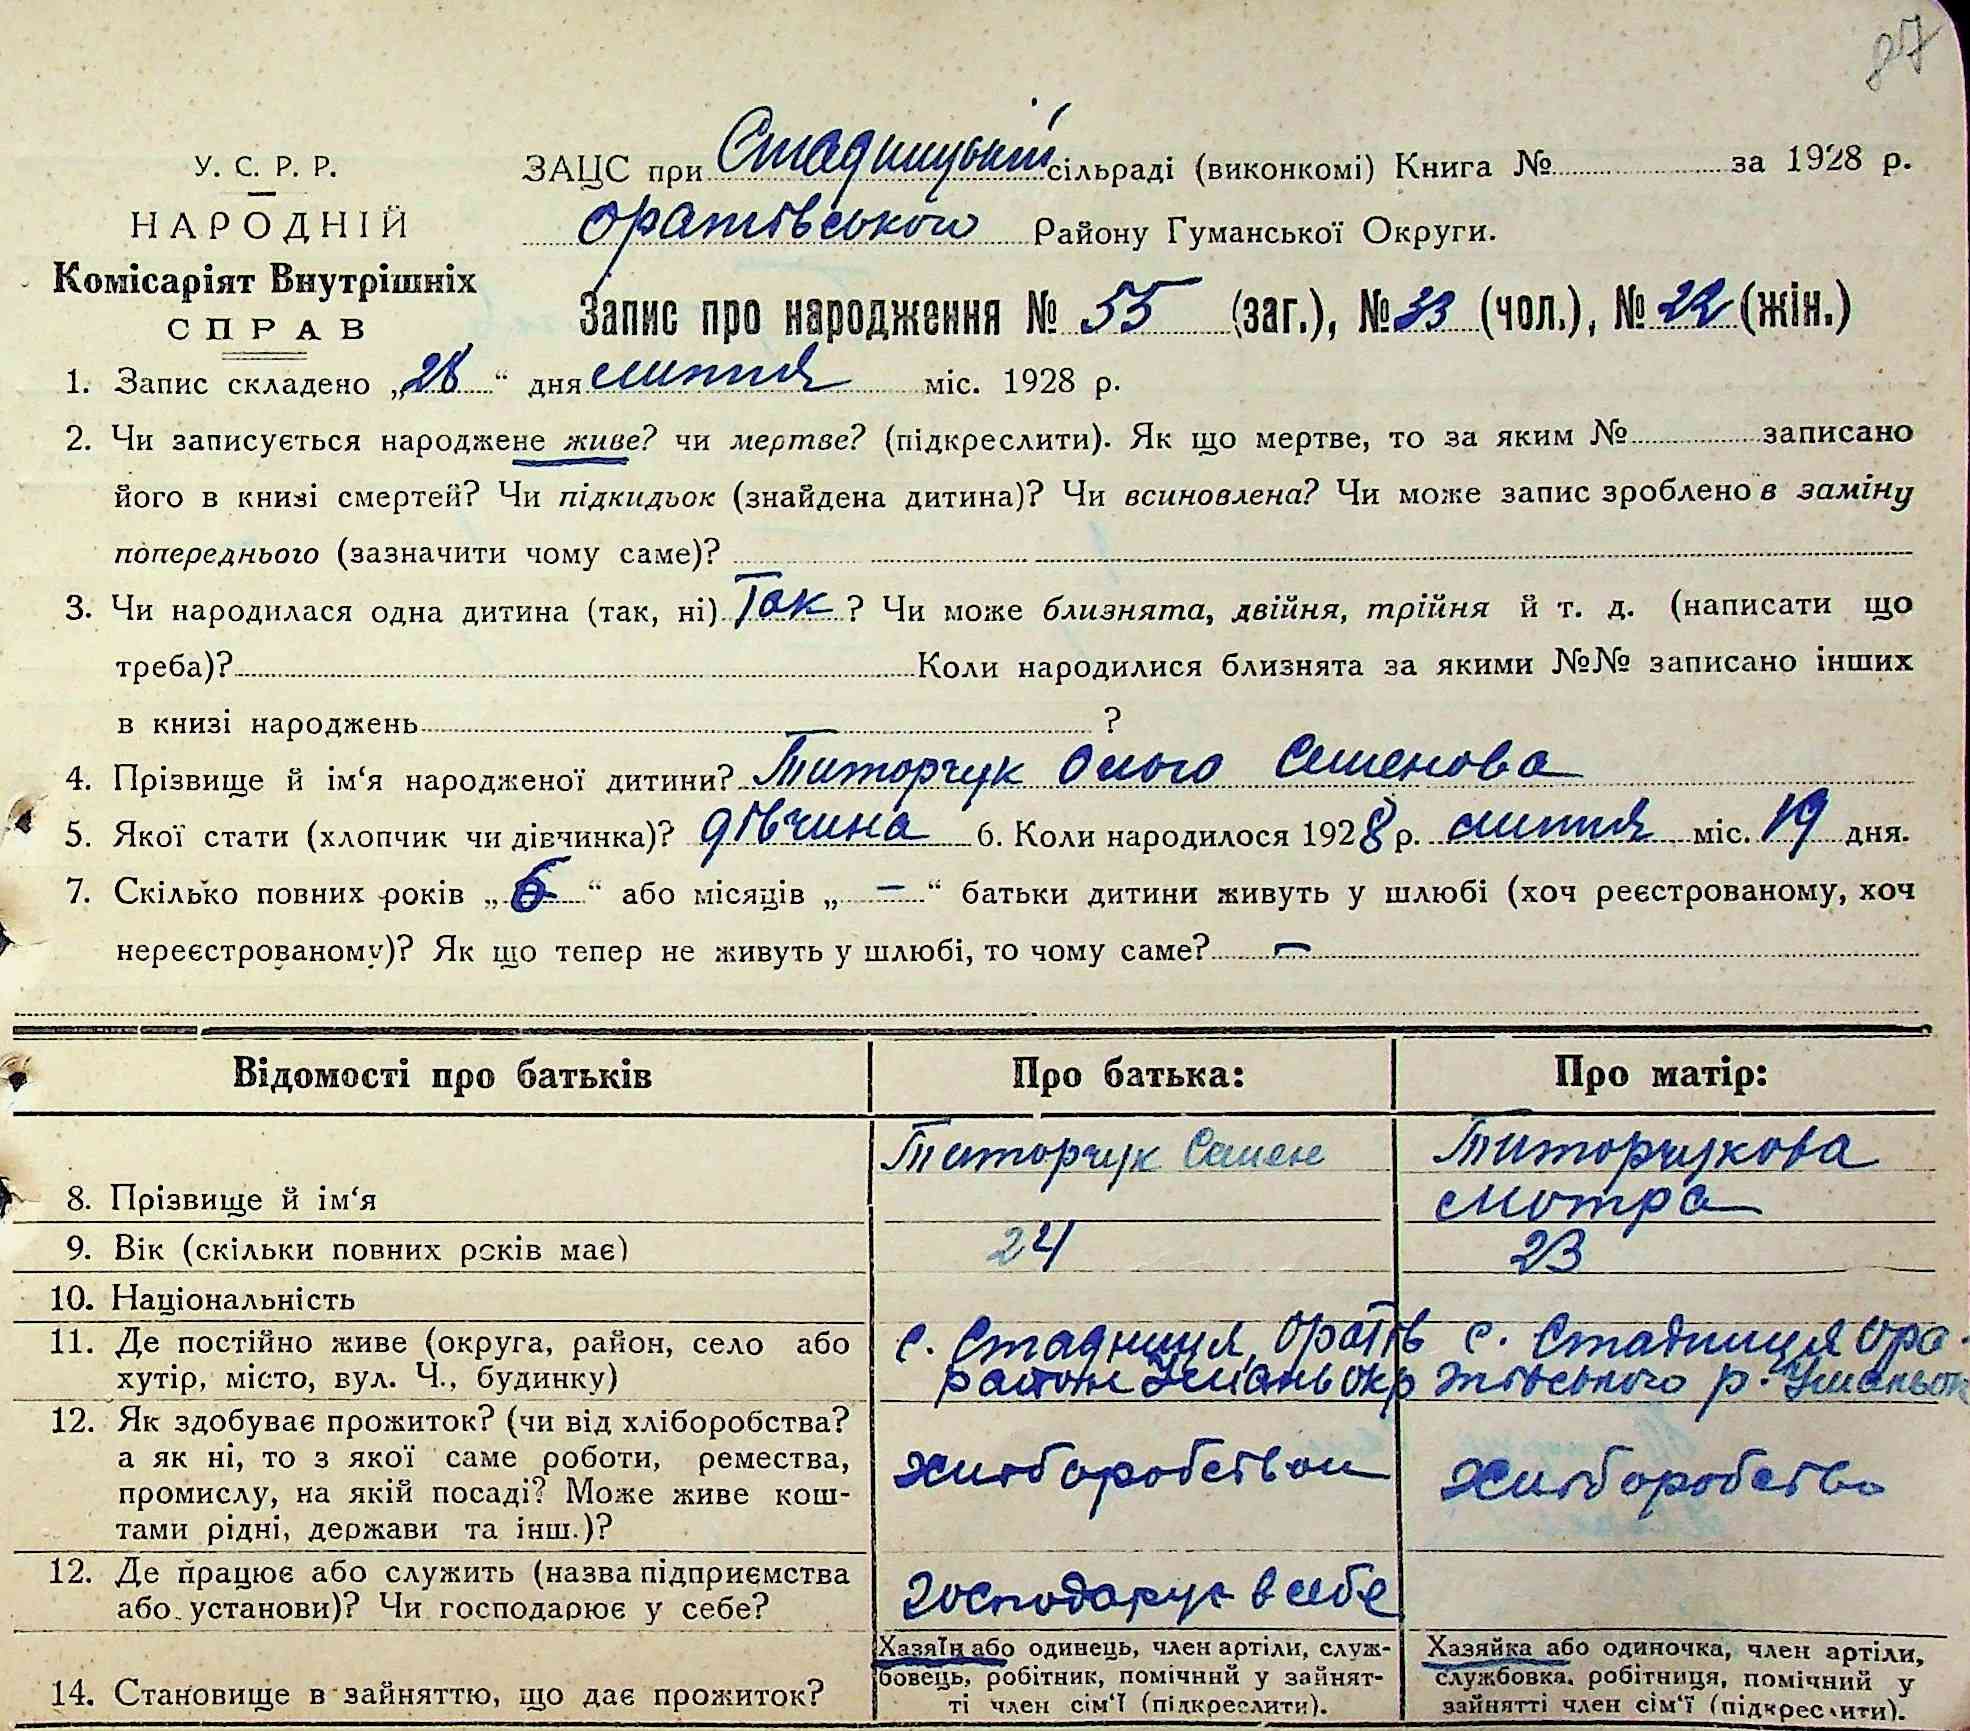 87
У. С. Р. Р.
НАРОДНІЙ
Комісаріят Внутрішніх
СПРАВ
ЗАЦС при Стадницькій сільраді (виконкомі) Книга № за 1928 р.
Оратівського Району Гуманської Округи.
Запис про народження № 55 (заг.), № 33 (чол.), № 22 (жін.)
1. Запис складено „28“ дня липня міс. 1928 р.
2. Чи записується народжене живе? чи мертве? (підкреслити). Як що мертве, то за яким № записано
його в книзі смертей? Чи підкидьок (знайдена дитина)? Чи всиновлена? Чи може запис зроблено в заміну
попереднього (зазначити чому саме)?
3. Чи народилася одна дитина (так, ні) Так ? Чи може близнята, двійня, трійня й т. д. (написати що
треба)? Коли народилися близнята за якими №№ записано інших
в книзі народжень ?
4. Прізвище й ім‘я народженої дитини? Титорчук Семенова
5. Якої стати (хлопчик чи дівчинка)? дівчина 6. Коли народилося 1928 р. липня міс. 19 дня.
7. Скілько повних років „6“ або місяців „—“ батьки дитини живуть у шлюбі (хоч реєстрованому, хоч
нереєстрованому)? Як що тепер не живуть у шлюбі, то чому саме? —
Відомості про батьків Про батька: Про матір:
8. Прізвище й ім‘я Титорчук Семен Титорчукова
Мотра
9. Вік (скільки повних років має) 24 23
10. Національність
11. Де постійно живе (округа, район, село або
хутір, місто, вул. Ч., будинку)
с. Стадниця, Оратів
район Умань окр
с. Стадниця Ора-
тівського р. Умань ок
12. Як здобуває прожиток? (чи від хліборобства?
а як ні, то з якої саме роботи, ремества,
промислу, на якій посаді? Може живе кош-
тами рідні, держави та інш.)?
хліборобством
хліборобство
12. Де працює або служить (назва підприємства
або установи)? Чи господарює у себе?
господарує в себе
14. Становище в зайняттю, що дає прожиток?
Хазяїн або одинець, член артіли, служ-
бовець, робітник, помічний у зайнят-
ті член сім‘ї (підкреслити).
Хазяйка або одиночка, член артіли,
службовка, робітниця, помічний у
зайнятті член сім‘ї (підкреслити).